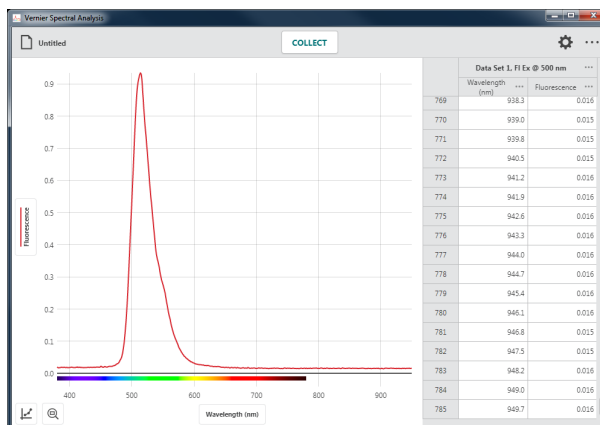 Vernier Spectral Analysis
Untitled
COLLECT
...
Fluorescence
0.9
0.8
0.7
0.6
0.5
0.4
0.3
0.2
0.1
0.0
400 500 600 700 800 900
Wavelength (nm)
Data Set 1, Fl Ex @ 500 nm ...
Wavelength (nm) ... Fluorescence ...
769 938.3 0.016
770 939.0 0.015
771 939.8 0.015
772 940.5 0.015
773 941.2 0.016
774 941.9 0.016
775 942.6 0.016
776 943.3 0.016
777 944.0 0.016
778 944.7 0.016
779 945.4 0.016
780 946.1 0.016
781 946.8 0.015
782 947.5 0.015
783 948.2 0.016
784 949.0 0.016
785 949.7 0.016